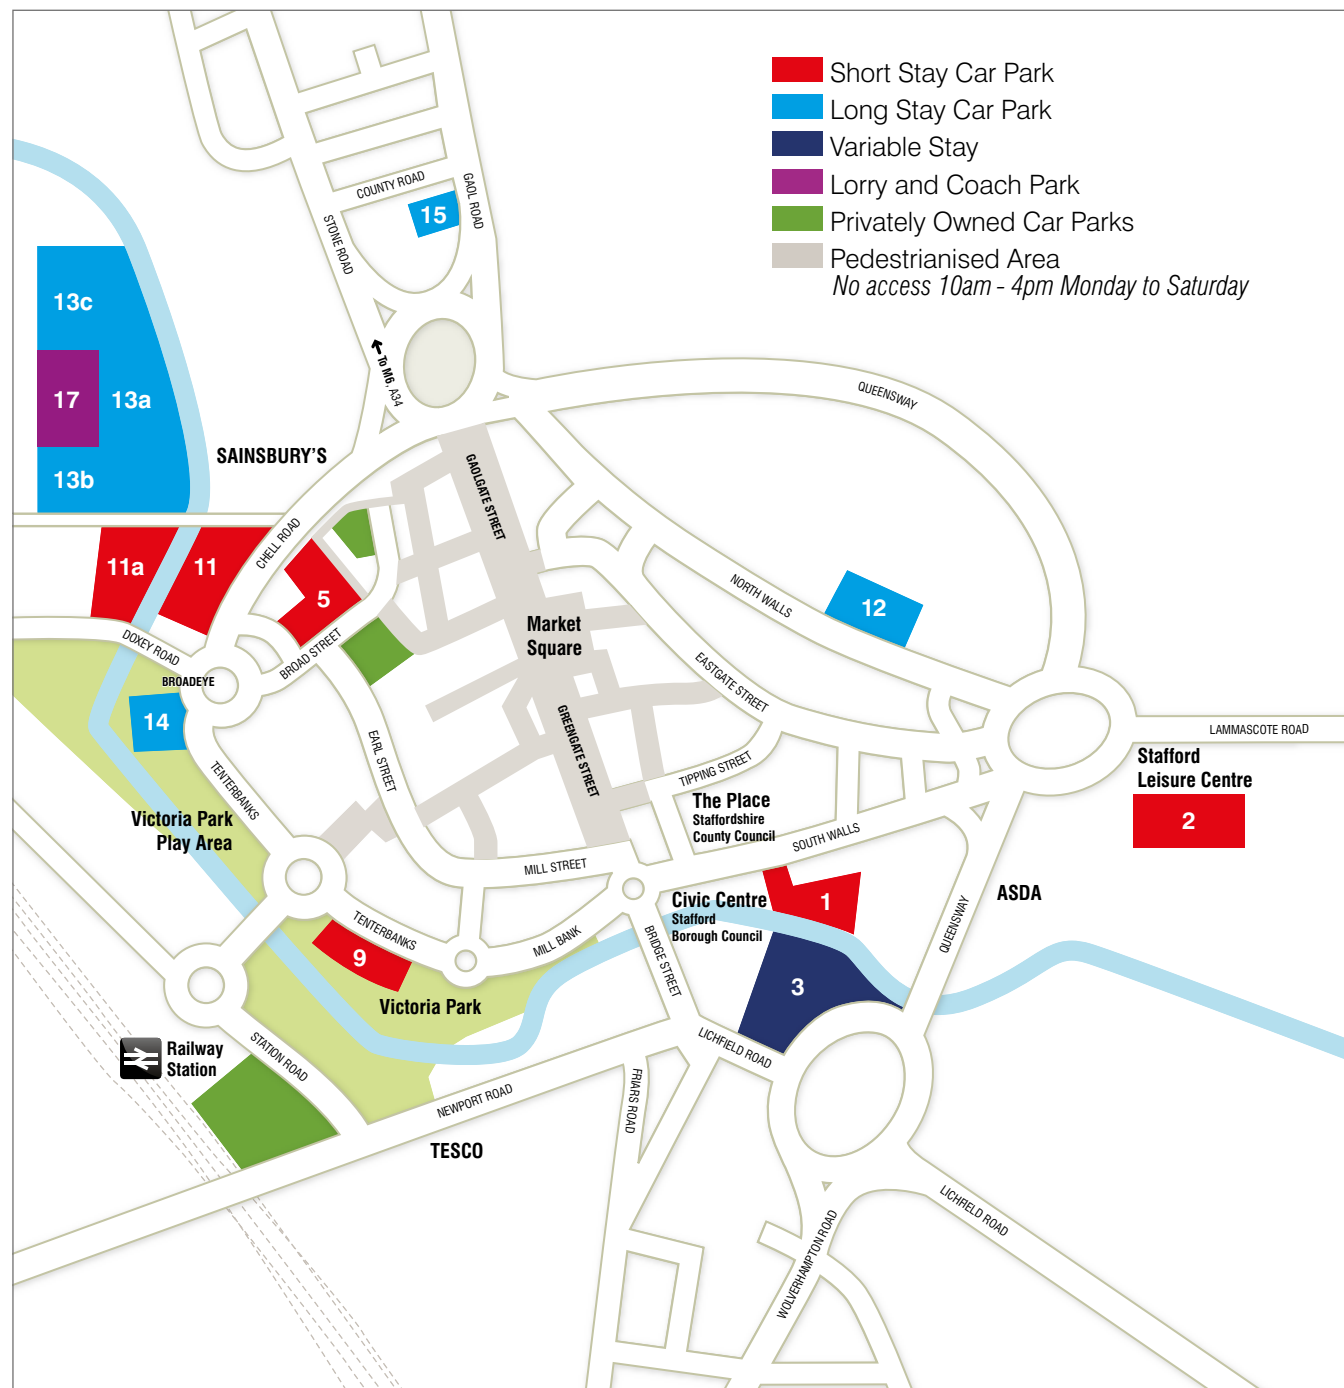 Short Stay Car Park
Long Stay Car Park
Variable Stay
Lorry and Coach Park
Privately Owned Car Parks
Pedestrianised Area
No access 10am - 4pm Monday to Saturday
COUNTY ROAD
GAOL ROAD
STONE ROAD
15
13c
17
13a
13b
To M6, A34
QUEENSWAY
SAINSBURY'S
GAOLGATE STREET
CHELL ROAD
11a
11
5
NORTH WALLS
12
Market
Square
DOXEY ROAD
BROAD STREET
BROADEYE
EASTGATE STREET
14
GREENGATE STREET
EARL STREET
LAMMASCOTE ROAD
Stafford
Leisure Centre
2
TENTERBANKS
TIPPING STREET
The Place
Staffordshire
County Council
Victoria Park
Play Area
SOUTH WALLS
MILL STREET
Civic Centre
Stafford
Borough Council
1
ASDA
TENTERBANKS
MILL BANK
BRIDGE STREET
QUEENSWAY
9
3
Victoria Park
Railway
Station
STATION ROAD
LICHFIELD ROAD
NEWPORT ROAD
FRIARS ROAD
TESCO
LICHFIELD ROAD
WOLVERHAMPTON ROAD